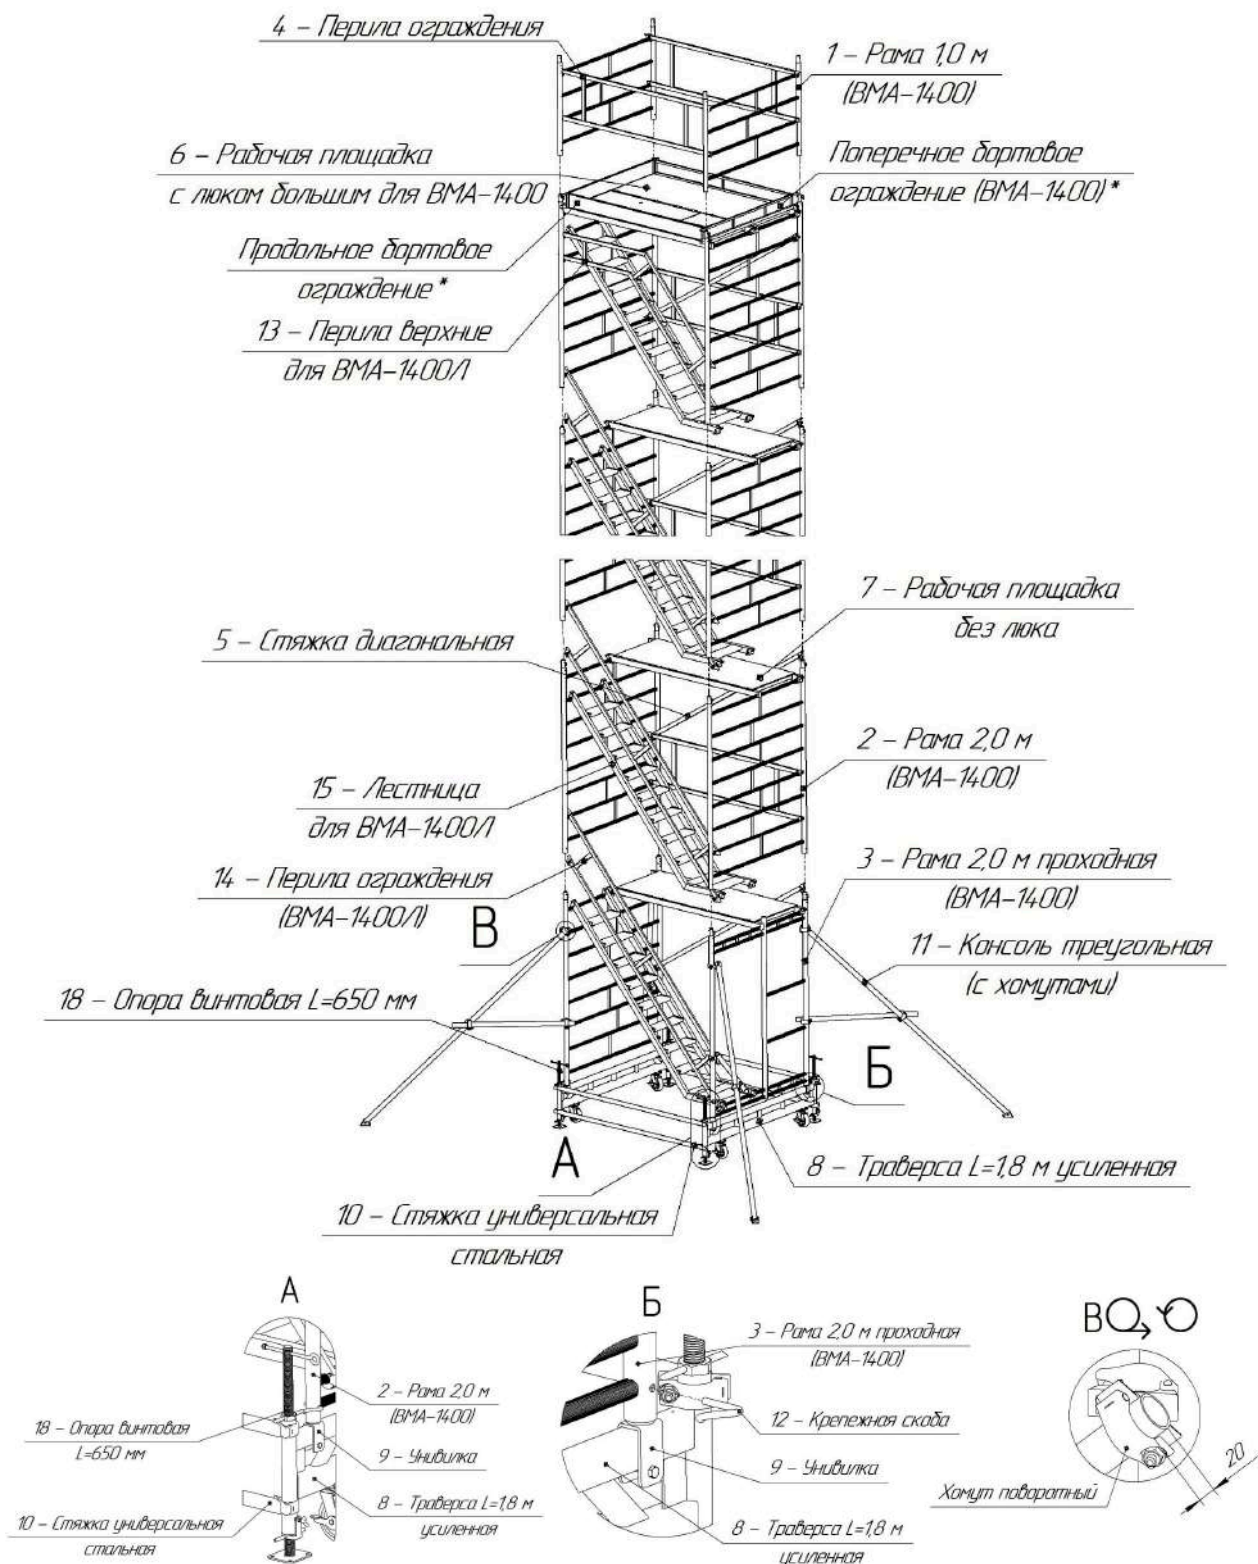 4 – Перила ограждения
1 – Рама 1,0 м
(ВМА–1400)
6 – Рабочая площадка
с люком большим для ВМА–1400
Поперечное бортовое
ограждение (ВМА–1400)*
Продольное бортовое
ограждение*
13 – Перила верхние
для ВМА–1400Л
7 – Рабочая площадка
без люка
5 – Стяжка диагональная
2 – Рама 2,0 м
(ВМА–1400)
15 – Лестница
для ВМА–1400Л
3 – Рама 2,0 м проходная
(ВМА–1400)
14 – Перила ограждения
(ВМА–1400Л)
В
11 – Консоль треугольная
(с хомутами)
18 – Опора винтовая L=650 мм
Б
А
8 – Траверса L=1,8 м усиленная
10 – Стяжка универсальная
стальная
А
2 – Рама 2,0 м
(ВМА–1400)
18 – Опора винтовая
L=650 мм
9 – Унивилка
8 – Траверса L=1,8 м
усиленная
10 – Стяжка универсальная
стальная
Б
3 – Рама 2,0 м проходная
(ВМА–1400)
12 – Крепежная скоба
9 – Унивилка
8 – Траверса L=1,8 м
усиленная
В
20
Хомут поворотный